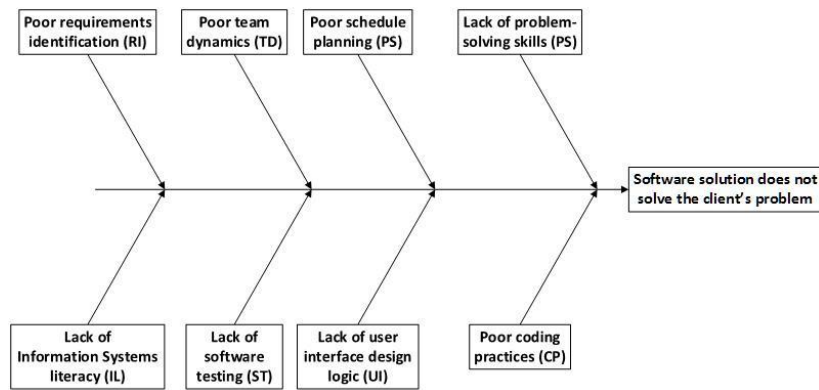 Poor requirements
identification (RI)
Poor team
dynamics (TD)
Poor schedule
planning (PS)
Lack of problem-
solving skills (PS)
Software solution does not
solve the client's problem
Lack of
Information Systems
literacy (IL)
Lack of
software
testing (ST)
Lack of user
interface design
logic (UI)
Poor coding
practices (CP)